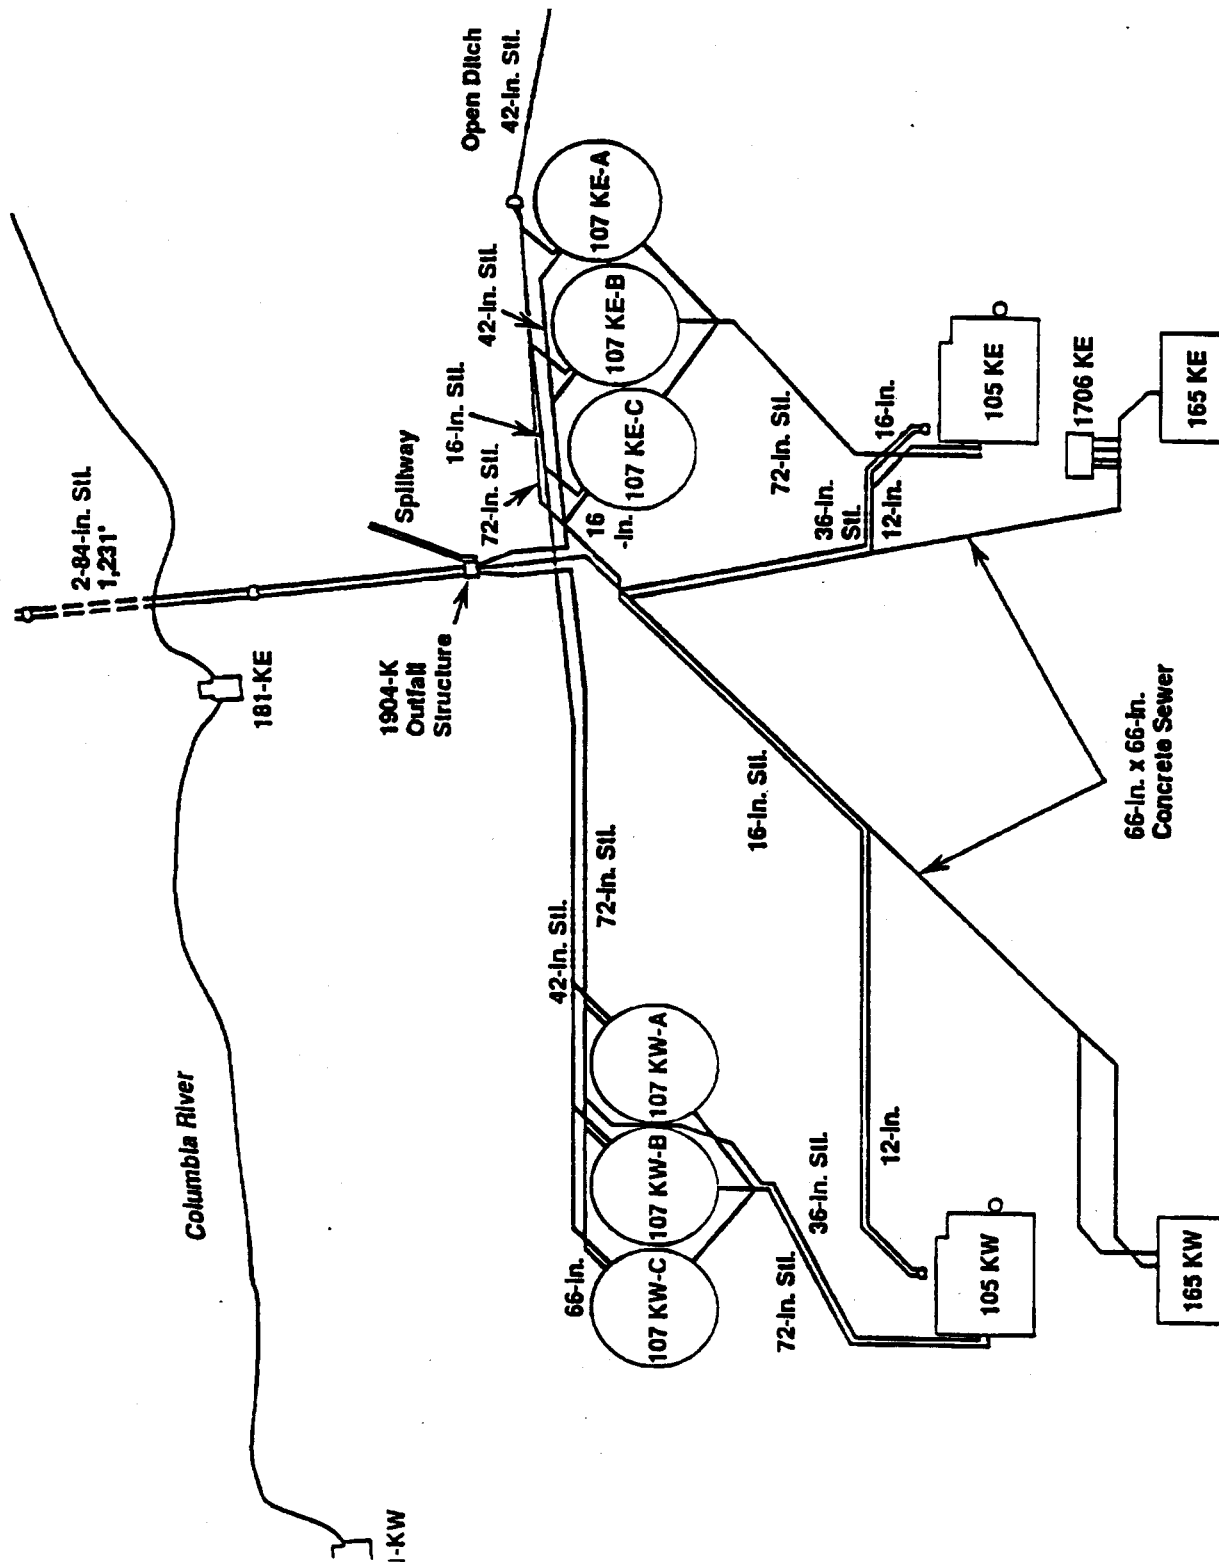 2-84-In. Stl.
1,231'
Open Ditch
42-In. Stl.
Spillway
72-In. Stl.
16-In. Stl.
42-In. Stl.
16
-In.
107 KE-A
107 KE-B
107 KE-C
181-KE
1904-K
Outfall
Structure
Columbia River
-KW
42-In. Stl.
72-In. Stl.
66-In.
107 KW-A
107 KW-B
107 KW-C
16-In. Stl.
72-In. Stl.
36-In.
Stl.
12-In.
16-In.
105 KE
1706 KE
165 KE
66-In. x 66-In.
Concrete Sewer
36-In. Stl.
12-In.
72-In. Stl.
105 KW
165 KW